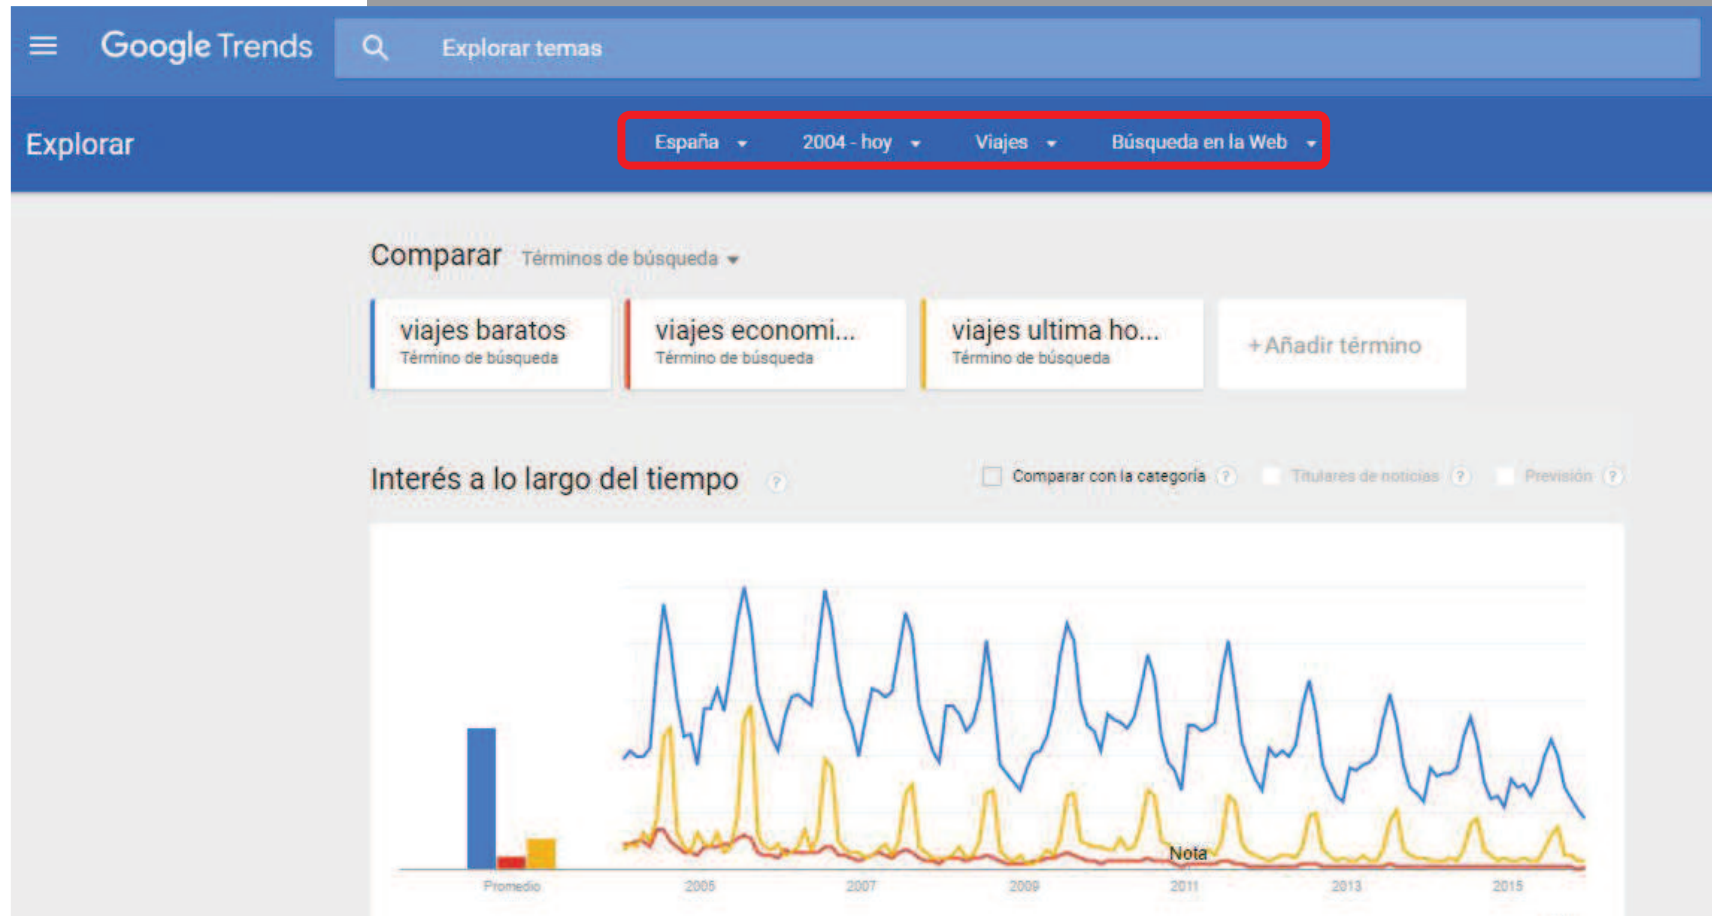 Google Trends
Explorar temas
Explorar
España
2004 - hoy
Viajes
Búsqueda en la Web
Comparar
Términos de búsqueda
viajes baratos
Término de búsqueda
viajes economi...
Término de búsqueda
viajes ultima ho...
Término de búsqueda
+Añadir término
Interés a lo largo del tiempo
?
Comparar con la categoría
?
Titulares de noticias
?
Previsión
?
Nota
Promedio
2005
2007
2009
2011
2013
2015